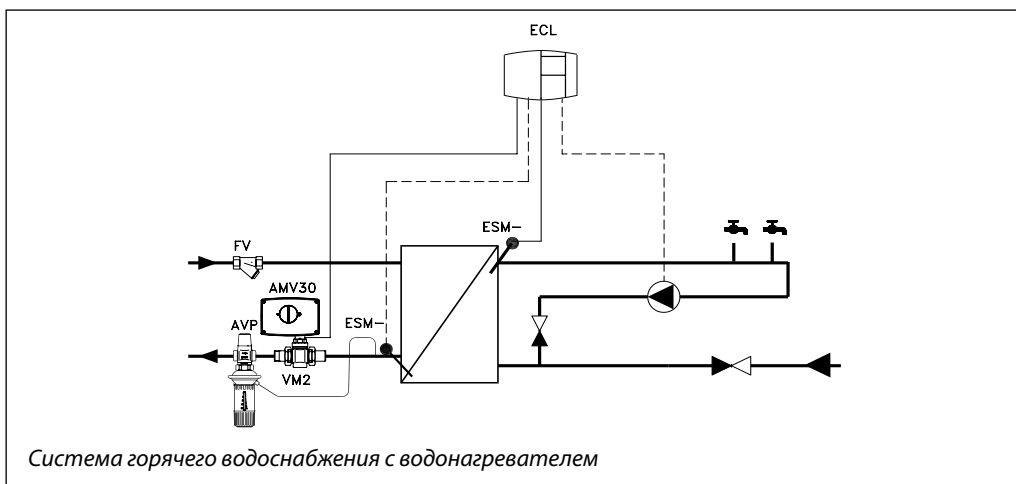 ECL
ESM-
FV
AMV30
AVP
ESM-
VM2
Система горячего водоснабжения с водонагревателем